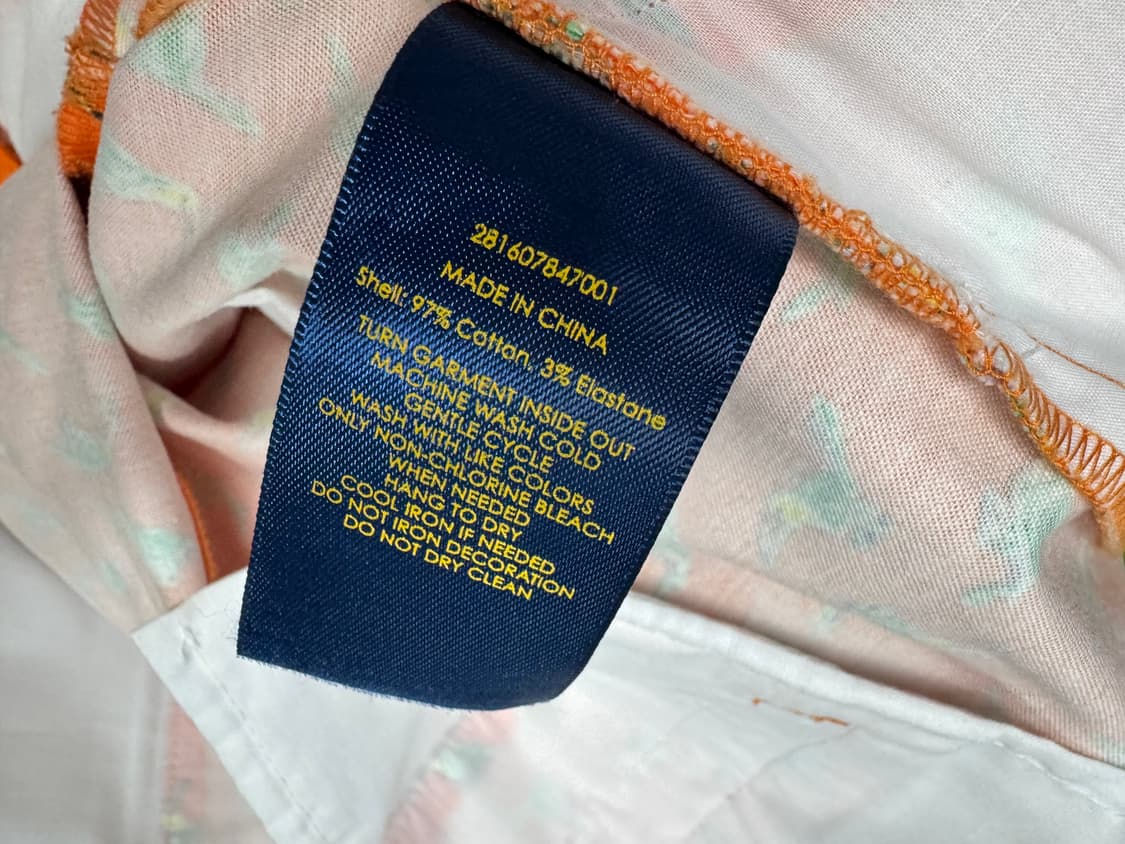 281607847001
MADE IN CHINA
Shell: 97% Cotton, 3% Elastane
TURN GARMENT INSIDE OUT
MACHINE WASH COLD
GENTLE CYCLE
WASH WITH LIKE COLORS
ONLY NON-CHLORINE BLEACH
WHEN NEEDED
HANG TO DRY
COOL IRON IF NEEDED
DO NOT IRON DECORATION
DO NOT DRY CLEAN